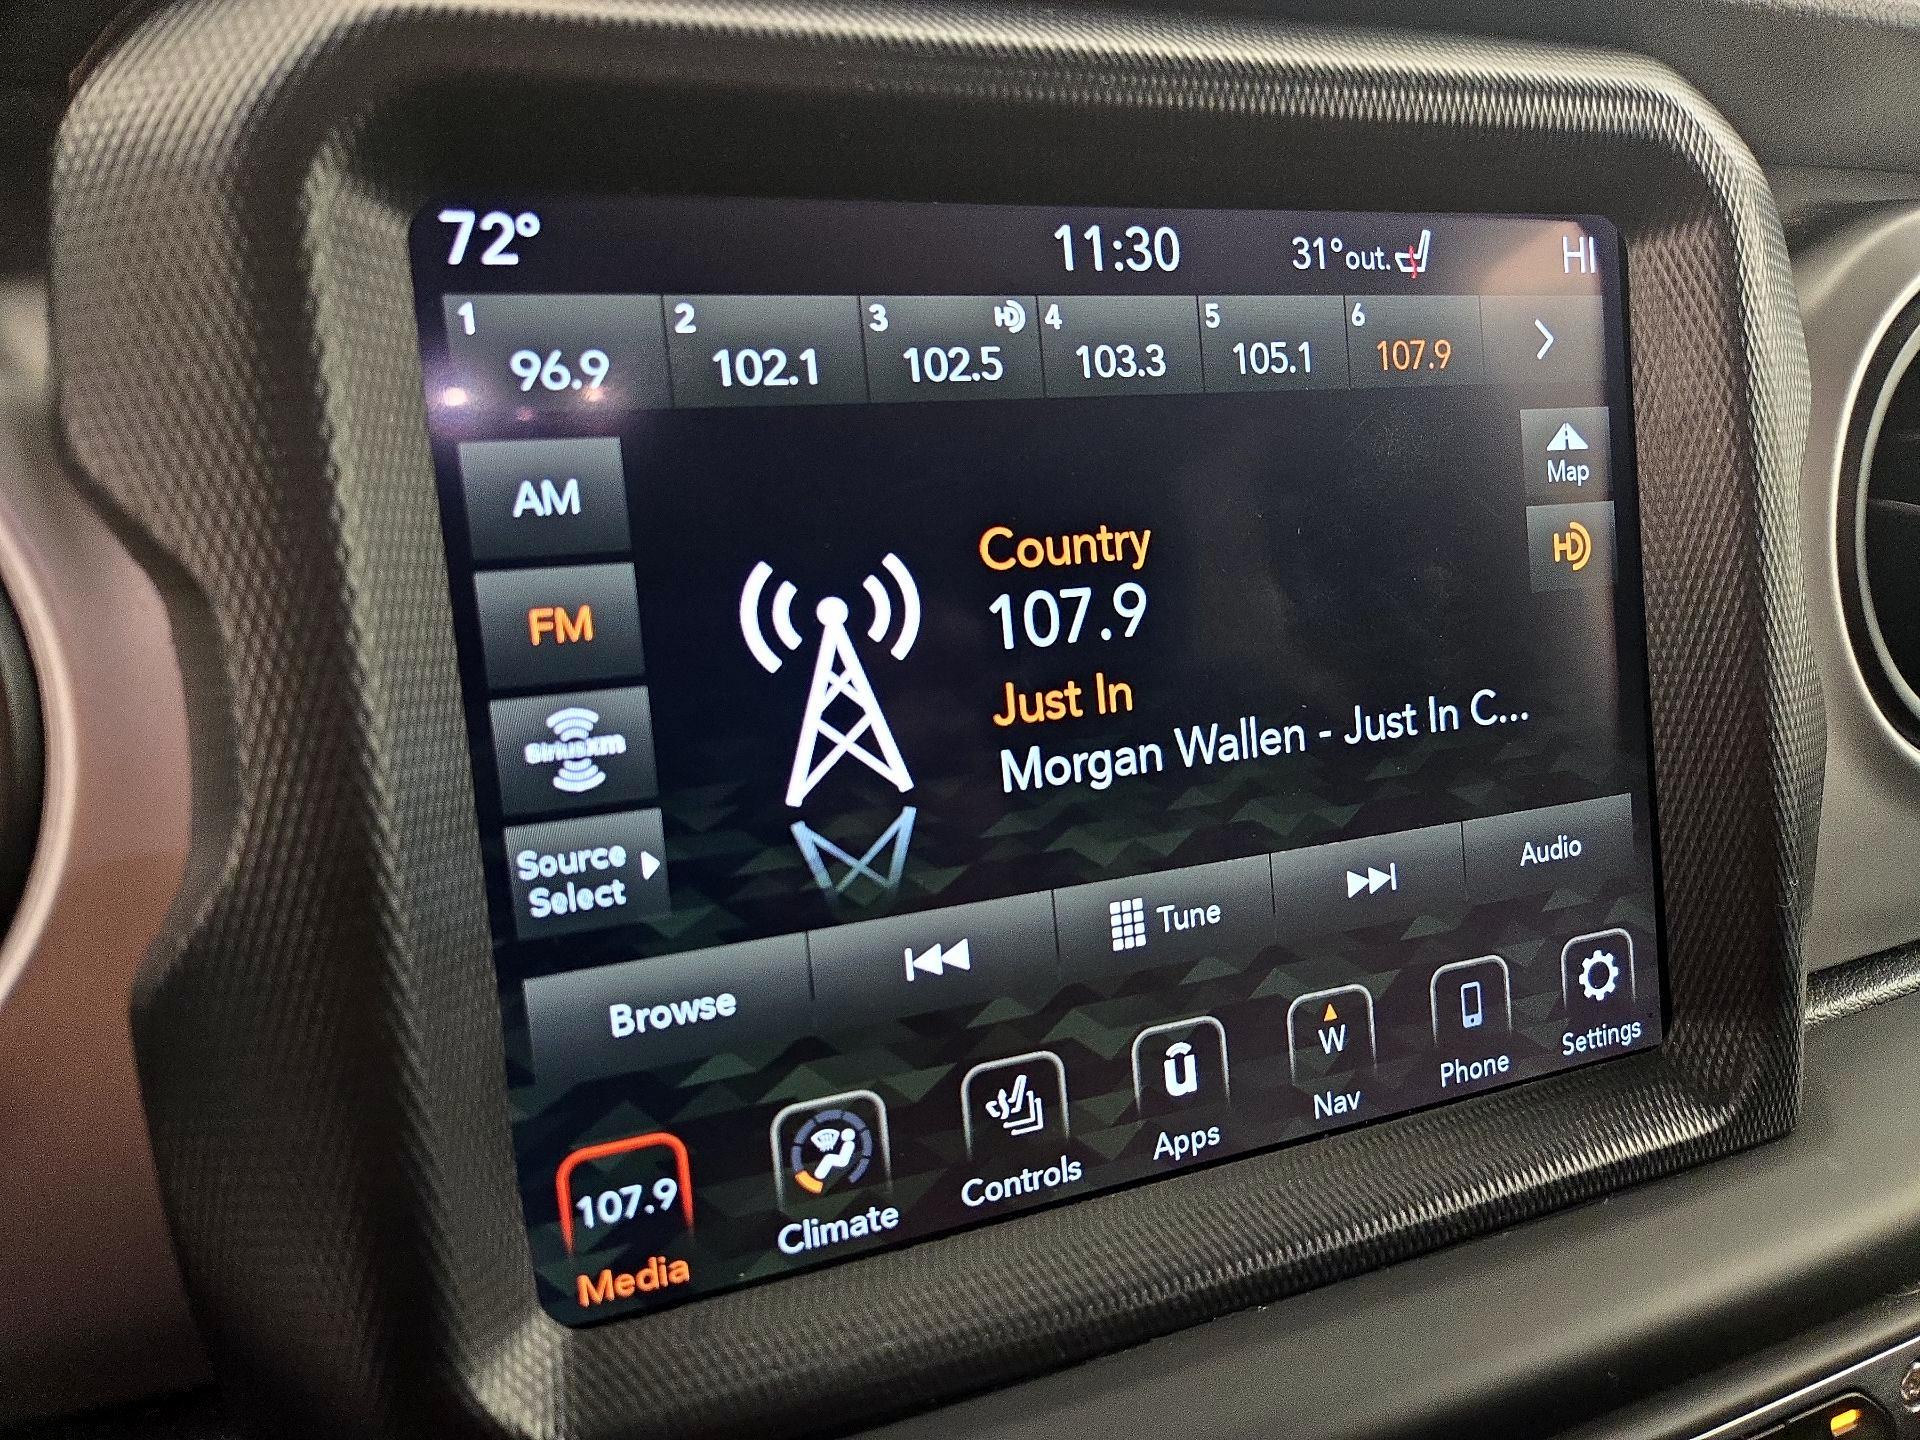 72° 11:30 31°out. HI
1 2 3 HD 4 5 6
96.9 102.1 102.5 103.3 105.1 107.9
Map
AM
HD
Country
107.9
FM
Just In
Morgan Wallen - Just In C...
SiriusXM
Source
Select
Audio
Tune
Browse
W
Settings
Phone
Nav
Apps
Controls
107.9
Climate
Media